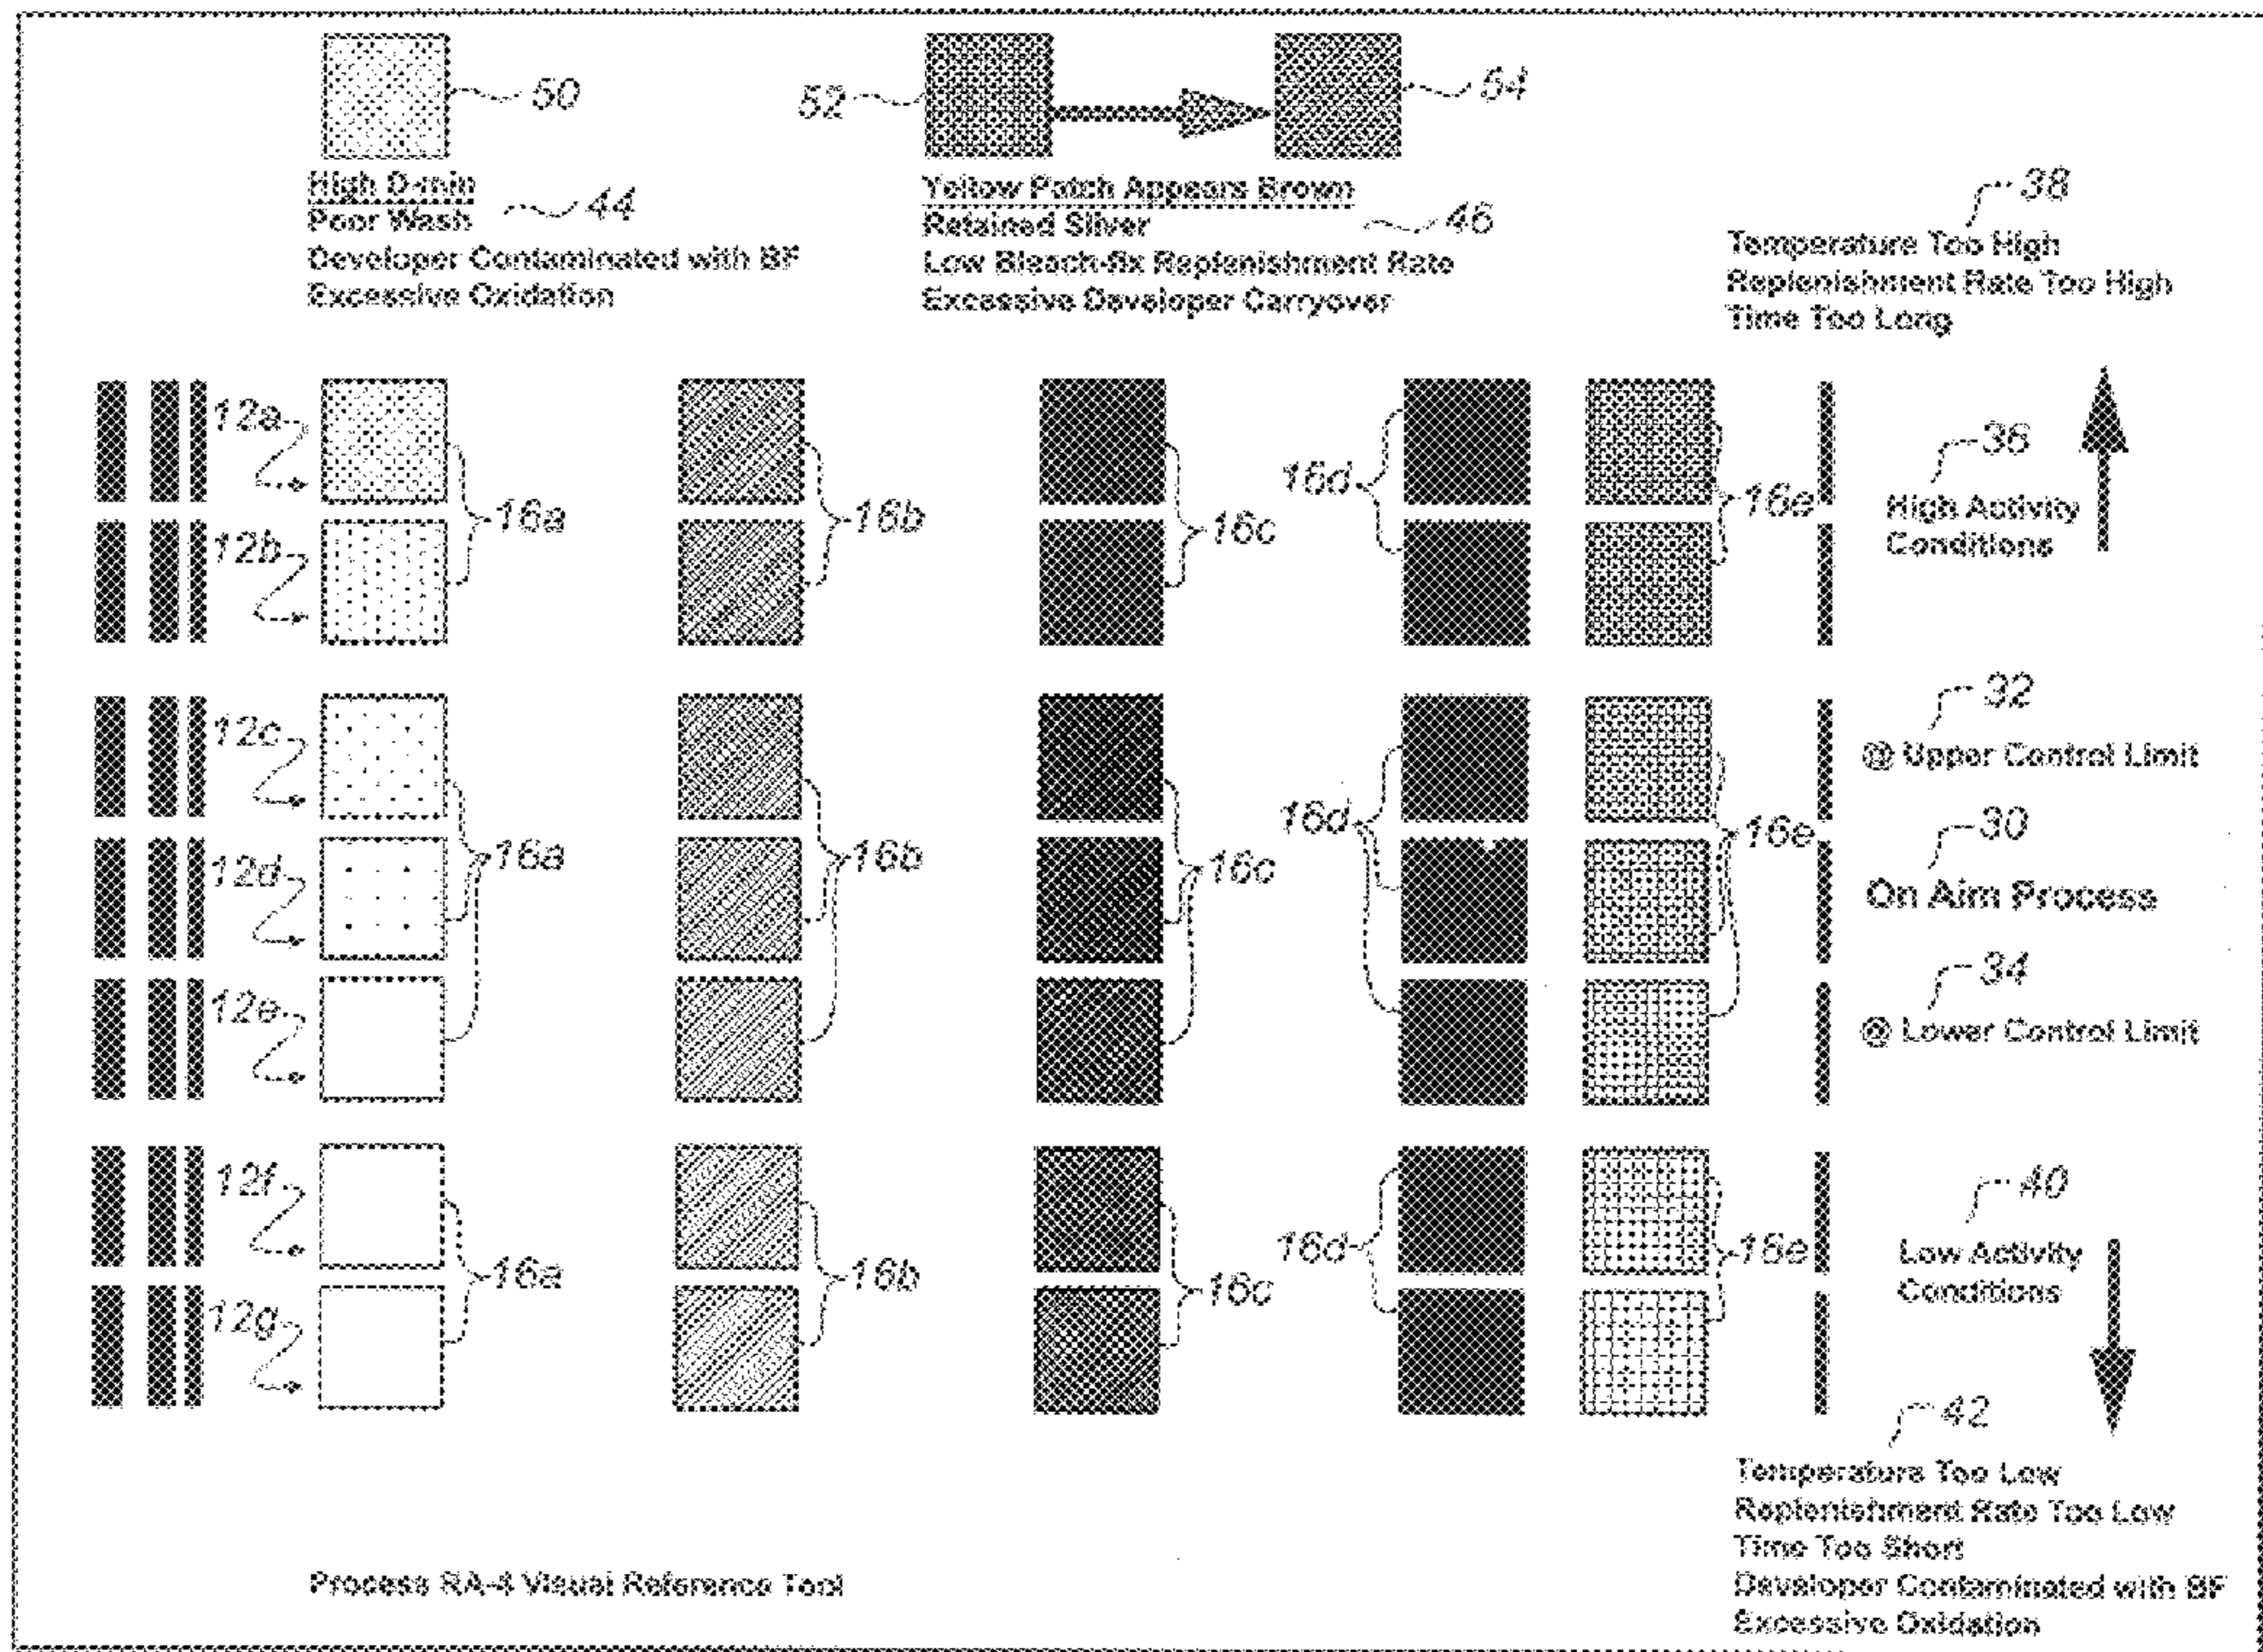 50
52
54
High D-min
Poor Wash
Developer Contaminated with BF
Excessive Oxidation
44
Yellow Patch Appears Brown
Retained Silver
Low Bleach-fix Replenishment Rate
Excessive Developer Carryover
46
38
Temperature Too High
Replenishment Rate Too High
Time Too Long
12a
16a
16b
16c
16d
16e
36
High Activity
Conditions
12b
12c
32
@ Upper Control Limit
12d
16a
16b
16c
16d
16e
30
On Aim Process
12e
34
@ Lower Control Limit
12f
16a
16b
16c
16d
16e
40
Low Activity
Conditions
12g
42
Temperature Too Low
Replenishment Rate Too Low
Time Too Short
Developer Contaminated with BF
Excessive Oxidation
Process RA-4 Visual Reference Tool